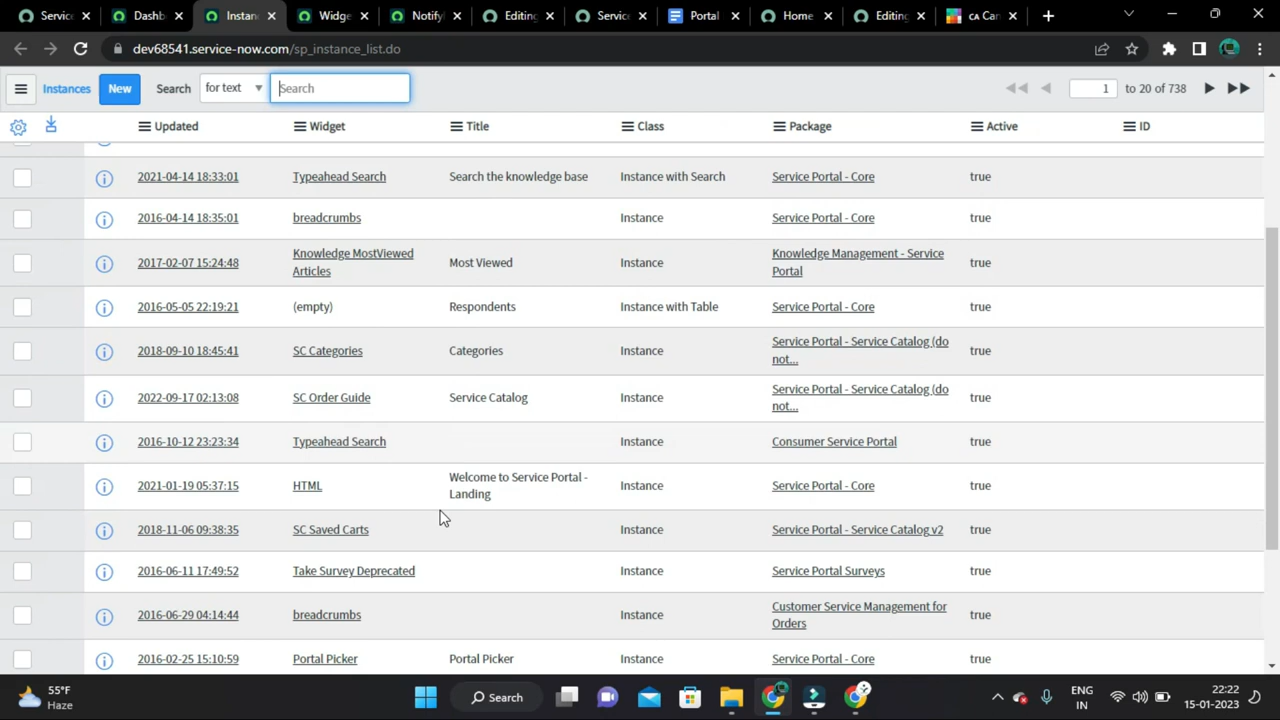 Service
Dashb
Instanc
Widge
Notify
Editing
Service
Portal
Home
Editing
CA Can
dev68541.service-now.com/sp_instance_list.do
Instances New Search for text Search 1 to 20 of 738
Updated Widget Title Class Package Active ID
2021-04-14 18:33:01 Typeahead Search Search the knowledge base Instance with Search Service Portal - Core true
2016-04-14 18:35:01 breadcrumbs Instance Service Portal - Core true
2017-02-07 15:24:48 Knowledge MostViewed
Articles Most Viewed Instance Knowledge Management - Service
Portal true
2016-05-05 22:19:21 (empty) Respondents Instance with Table Service Portal - Core true
2018-09-10 18:45:41 SC Categories Categories Instance Service Portal - Service Catalog (do
not... true
2022-09-17 02:13:08 SC Order Guide Service Catalog Instance Service Portal - Service Catalog (do
not... true
2016-10-12 23:23:34 Typeahead Search Instance Consumer Service Portal true
2021-01-19 05:37:15 HTML Welcome to Service Portal -
Landing Instance Service Portal - Core true
2018-11-06 09:38:35 SC Saved Carts Instance Service Portal - Service Catalog v2 true
2016-06-11 17:49:52 Take Survey Deprecated Instance Service Portal Surveys true
2016-06-29 04:14:44 breadcrumbs Instance Customer Service Management for
Orders true
2016-02-25 15:10:59 Portal Picker Portal Picker Instance Service Portal - Core true
55°F
Haze
Search
ENG
IN
22:22
15-01-2023